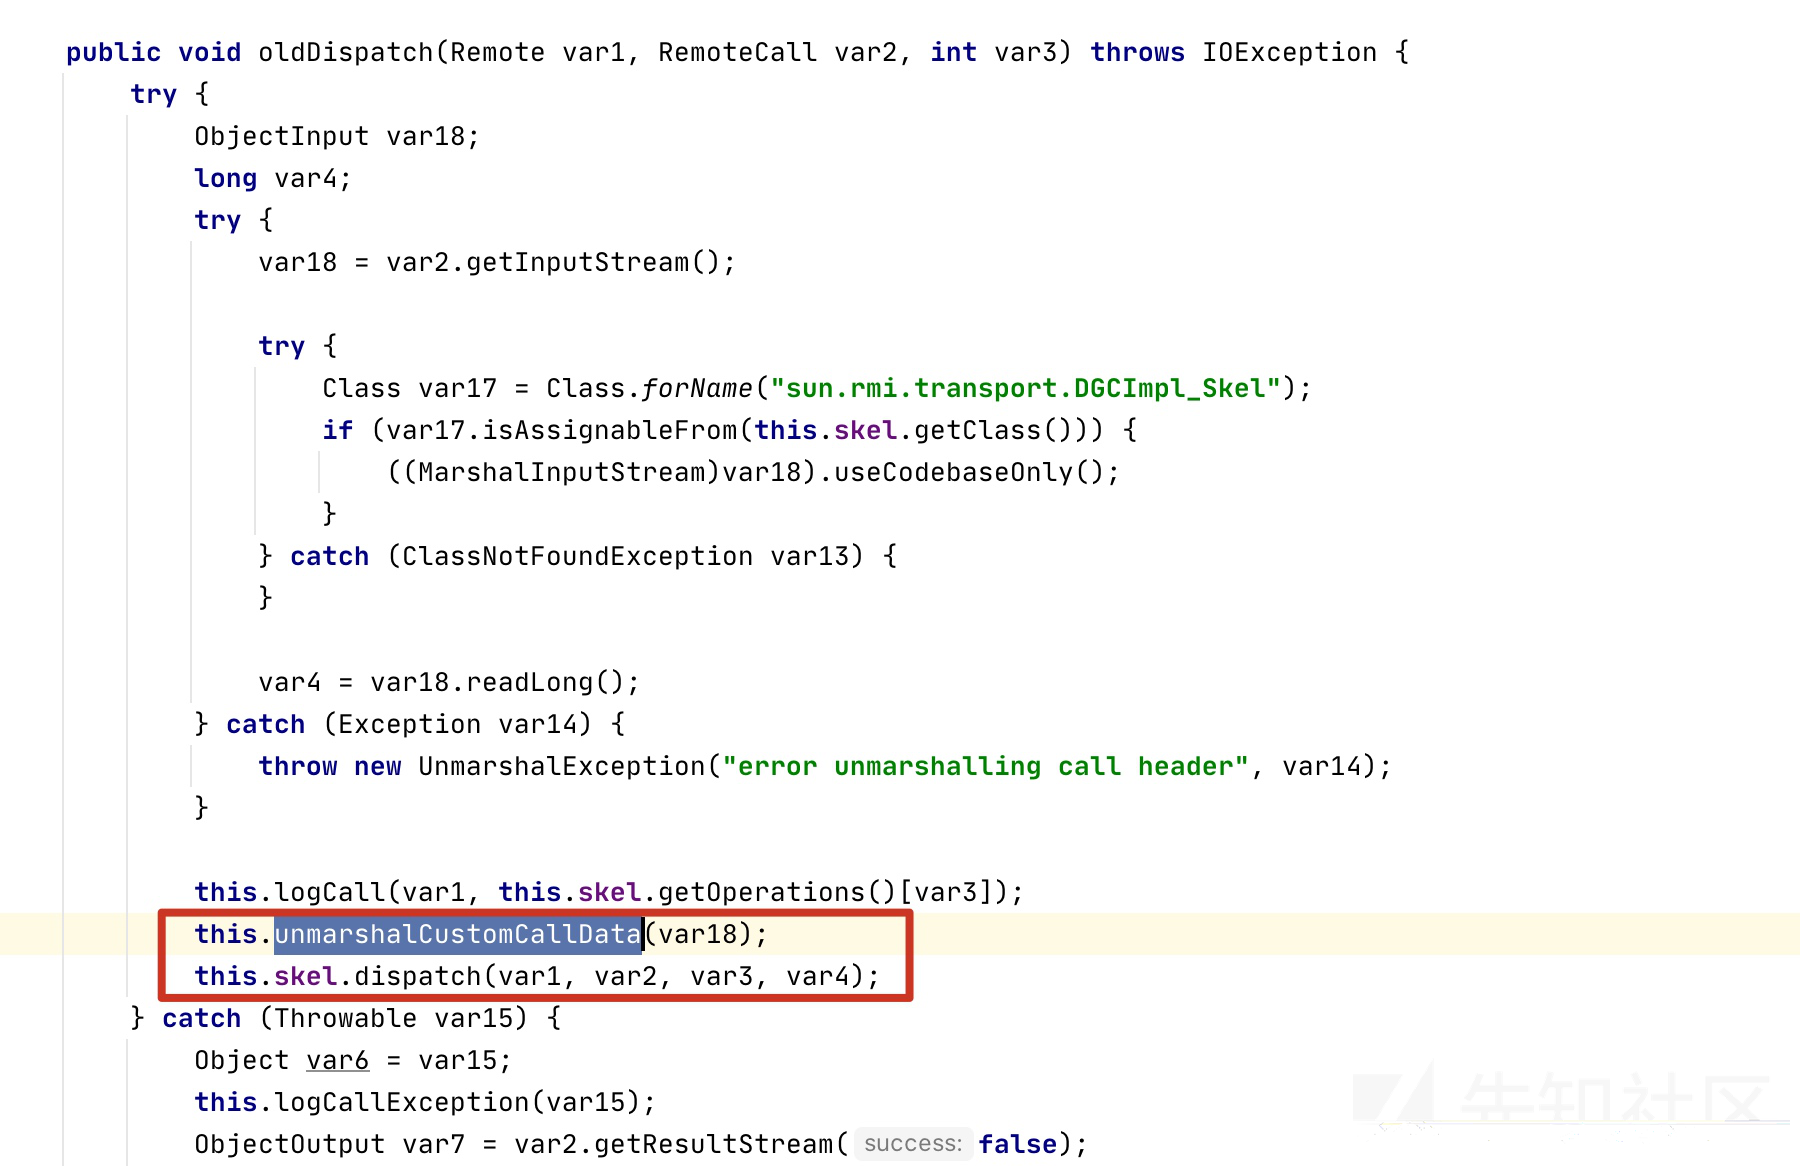 public void oldDispatch(Remote var1, RemoteCall var2, int var3) throws IOException {
try {
ObjectInput var18;
long var4;
try {
var18 = var2.getInputStream();
try {
Class var17 = Class.forName("sun.rmi.transport.DGCImpl_Skel");
if (var17.isAssignableFrom(this.skel.getClass())) {
((MarshalInputStream)var18).useCodebaseOnly();
}
} catch (ClassNotFoundException var13) {
}
var4 = var18.readLong();
} catch (Exception var14) {
throw new UnmarshalException("error unmarshalling call header", var14);
}
this.logCall(var1, this.skel.getOperations()[var3]);
this.unmarshalCustomCallData(var18);
this.skel.dispatch(var1, var2, var3, var4);
} catch (Throwable var15) {
Object var6 = var15;
this.logCallException(var15);
ObjectOutput var7 = var2.getResultStream( success: false);
先知社区